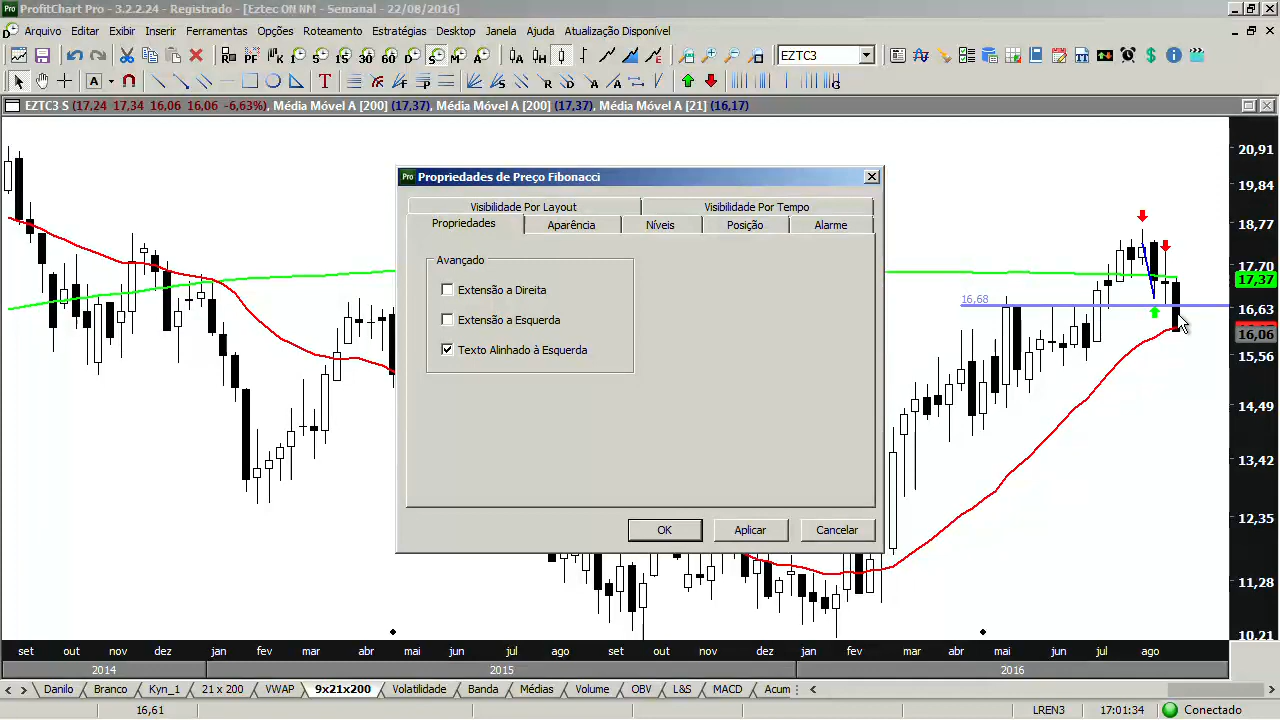 ProfitChart Pro - 3.2.2.24 - Registrado - [Eztec ON NM - Semanal - 22/08/2016]
Arquivo Editar Exibir Inserir Ferramentas Opções Roteamento Estratégias Desktop Janela Ajuda Atualização Disponível
EZTC3
EZTC3 S (17,24 17,34 16,06 16,06 -6,63%), Média Móvel A [200] (17,37), Média Móvel A [200] (17,37), Média Móvel A [21] (16,17)
Pro Propriedades de Preço Fibonacci
Visibilidade Por Layout Visibilidade Por Tempo
Propriedades Aparência Níveis Posição Alarme
Avançado
Extensão a Direita
Extensão a Esquerda
Texto Alinhado à Esquerda
OK Aplicar Cancelar
16,68
20,91
19,84
18,77
17,70
17,37
16,63
16,06
15,56
14,49
13,42
12,35
11,28
10,21
set out nov dez jan fev mar abr mai jun jul ago set out nov dez jan fev mar abr mai jun jul ago
2014 2015 2016
Danilo Branco Kyn_1 21 x 200 VWAP 9x21x200 Volatilidade Banda Médias Volume OBV L&S MACD Acum
16,61 LREN3 17:01:34 Conectado